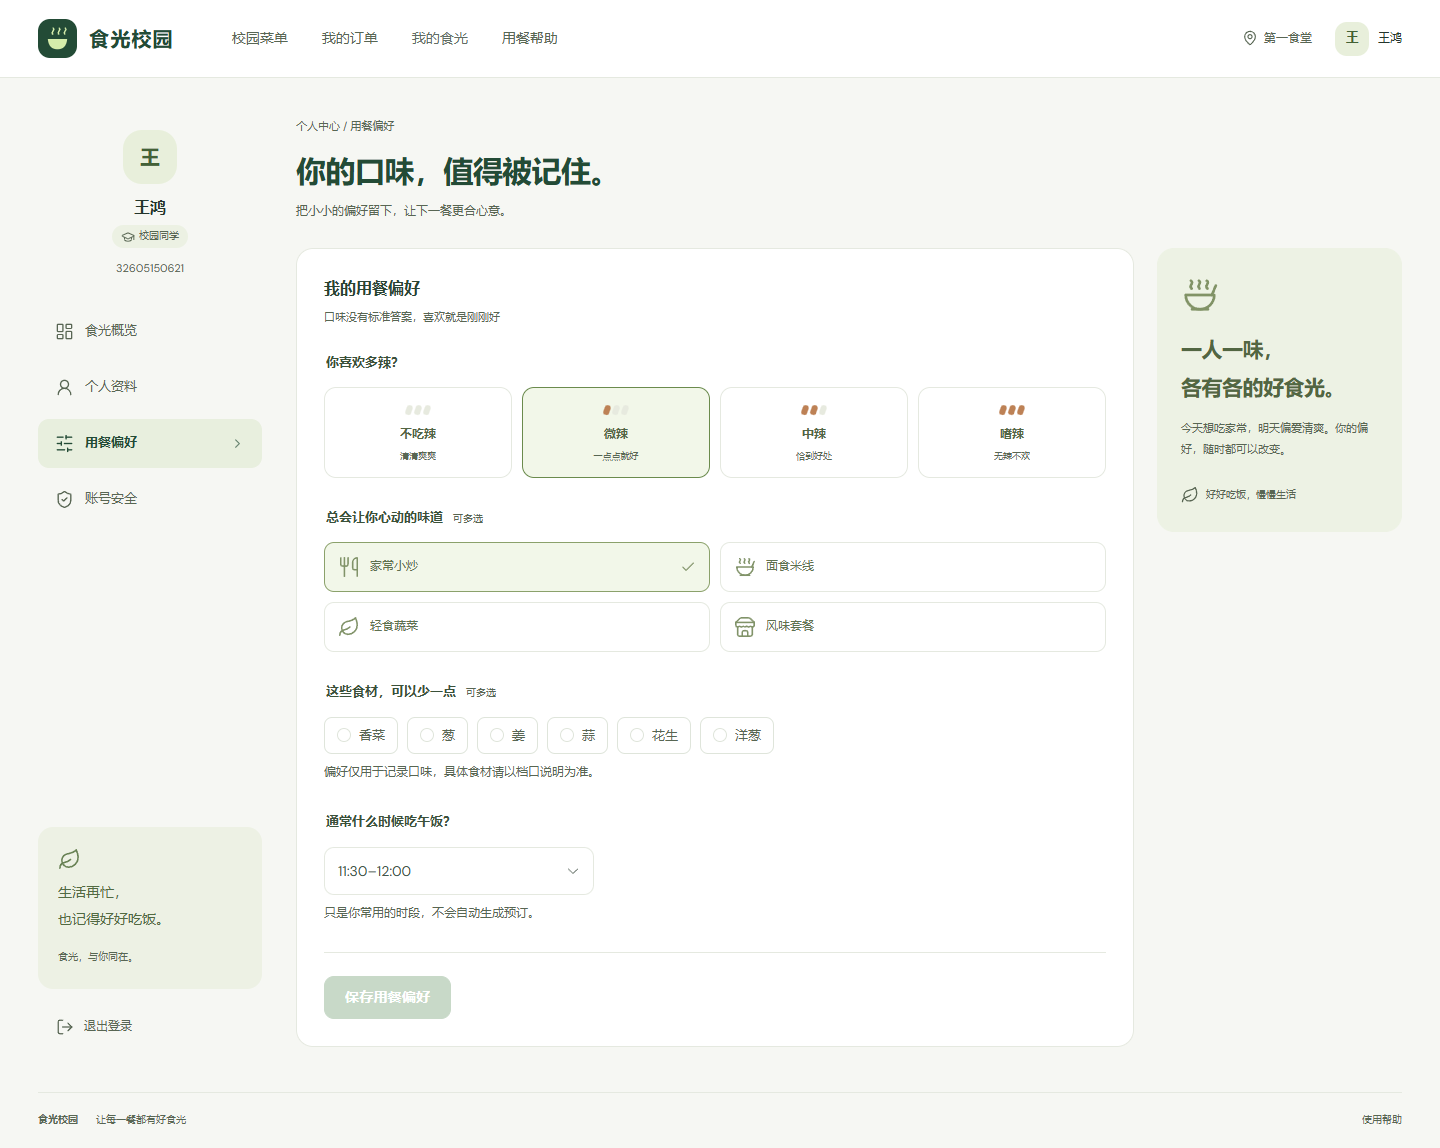 食光校园
校园菜单
我的订单
我的食光
用餐帮助
第一食堂
王
王鸿
王
王鸿
校园同学
32605150621
食光概览
个人资料
用餐偏好
账号安全
生活再忙，
也记得好好吃饭。
食光，与你同在。
退出登录
个人中心 / 用餐偏好
你的口味，值得被记住。
把小小的偏好留下，让下一餐更合心意。
我的用餐偏好
口味没有标准答案，喜欢就是刚刚好
你喜欢多辣？
不吃辣
清清爽爽
微辣
一点点就好
中辣
恰到好处
嗜辣
无辣不欢
总会让你心动的味道 可多选
家常小炒
面食米线
轻食蔬菜
风味套餐
这些食材，可以少一点 可多选
香菜
葱
姜
蒜
花生
洋葱
偏好仅用于记录口味，具体食材请以档口说明为准。
通常什么时候吃午饭？
11:30–12:00
只是你常用的时段，不会自动生成预订。
保存用餐偏好
一人一味，
各有各的好食光。
今天想吃家常，明天偏爱清爽。你的偏
好，随时都可以改变。
好好吃饭，慢慢生活
食光校园 让每一餐都有好食光
使用帮助